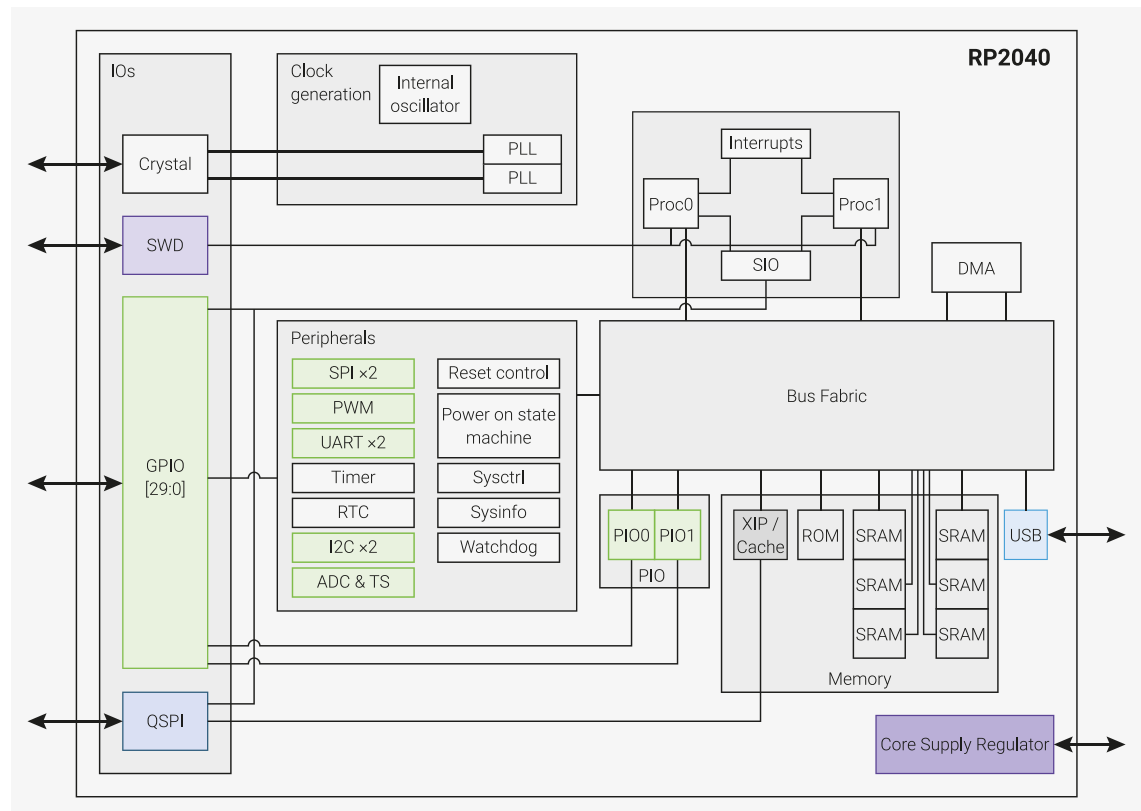 RP2040
IOs
Clock
generation
Internal
oscillator
Crystal
PLL
PLL
SWD
Interrupts
Proc0
Proc1
SIO
DMA
GPIO
[29:0]
Peripherals
SPI ×2
PWM
UART ×2
Timer
RTC
I2C ×2
ADC & TS
Reset control
Power on state
machine
Sysctrl
Sysinfo
Watchdog
Bus Fabric
PIO0
PIO1
PIO
XIP /
Cache
ROM
SRAM
SRAM
SRAM
SRAM
SRAM
SRAM
Memory
USB
QSPI
Core Supply Regulator